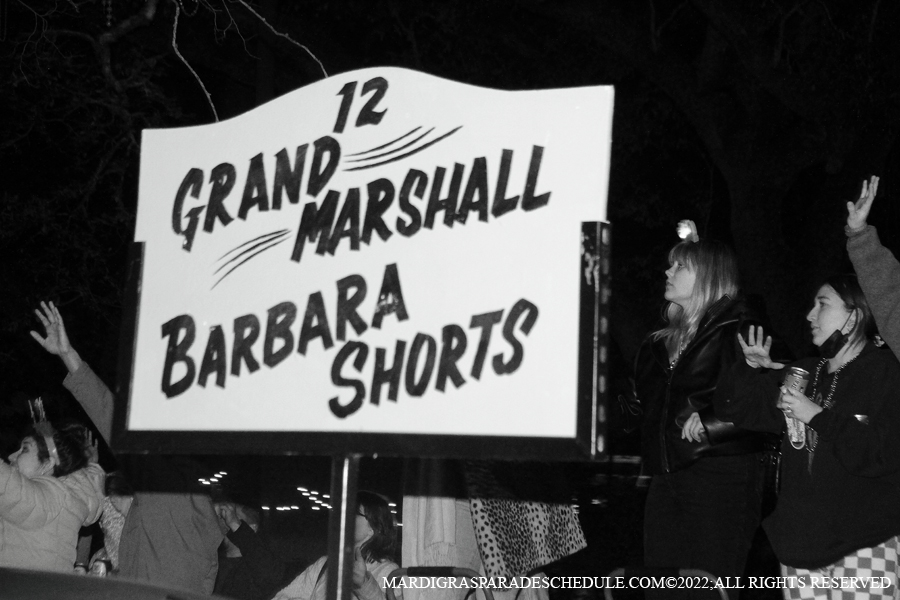 12
GRAND
MARSHALL
BARBARA
SHORTS
MARDIGRASPARADESCHEDULE.COM©2022;ALL RIGHTS RESERVED